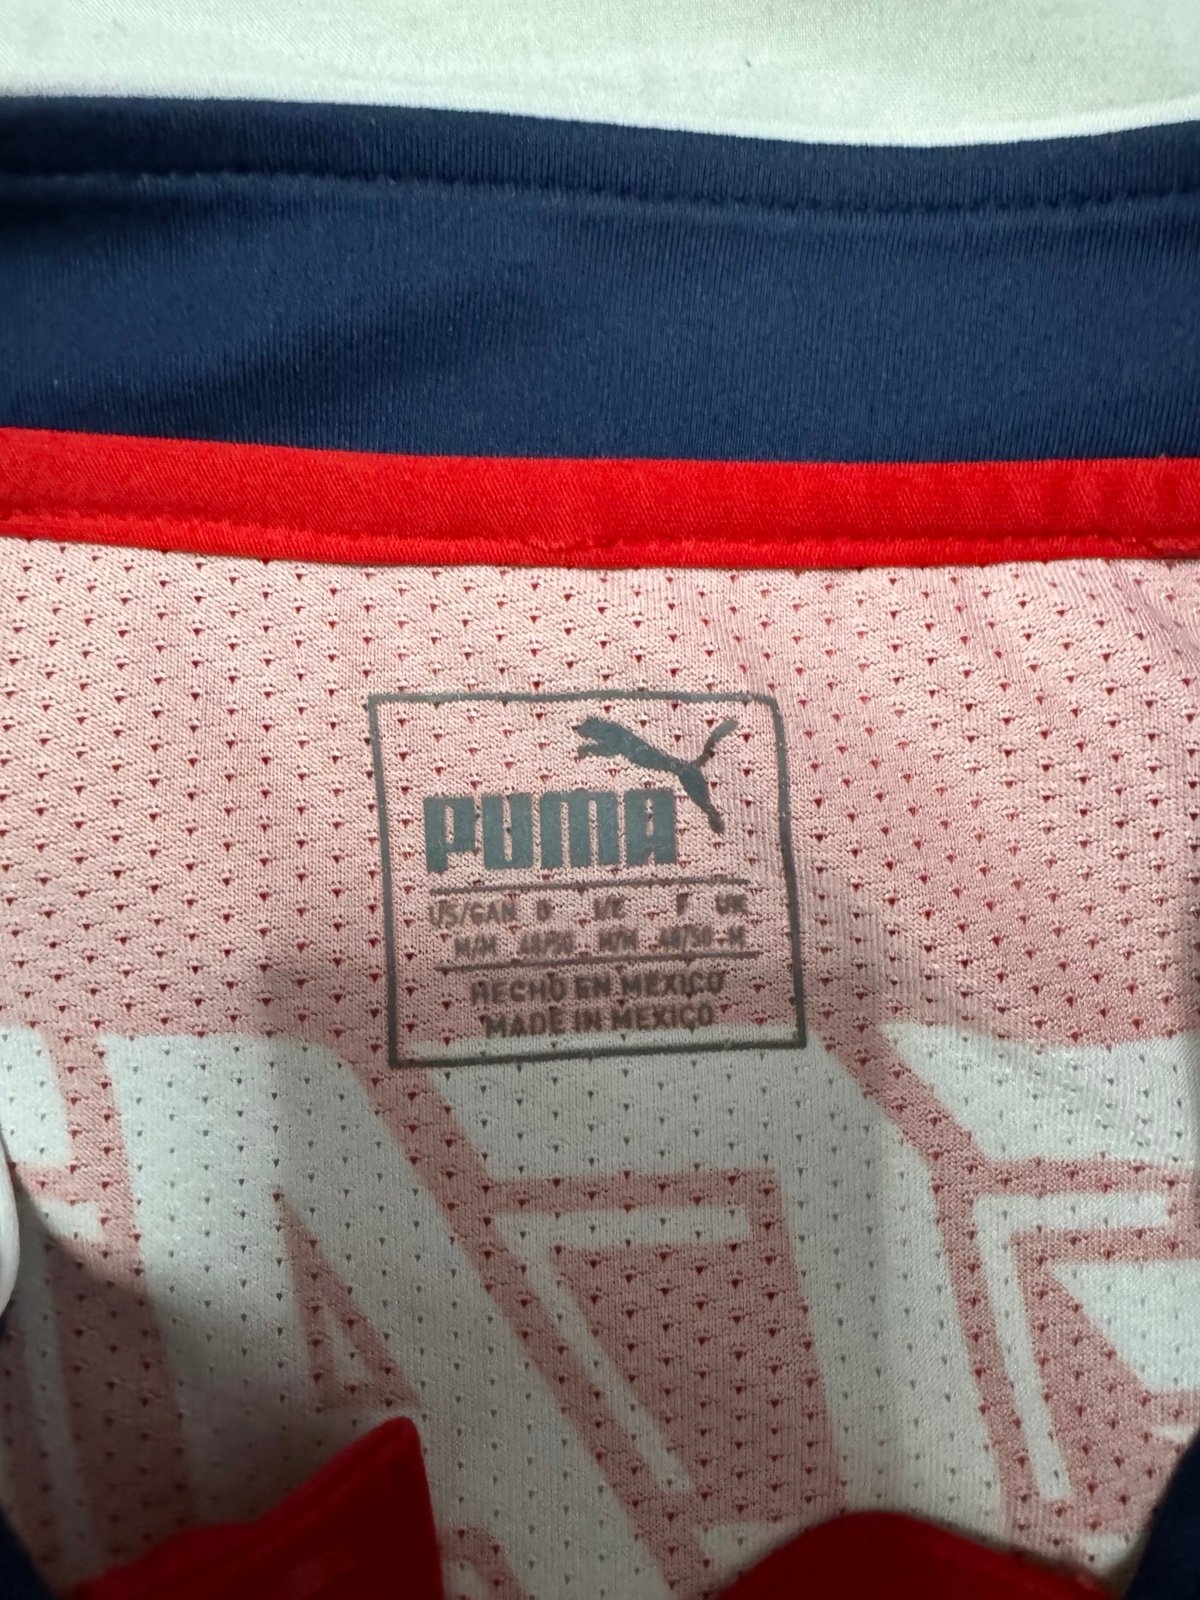 PUMA
US/CAN D I/E F UK
M/M 48/50 M/M 48/50 M
HECHO EN MEXICO
MADE IN MEXICO